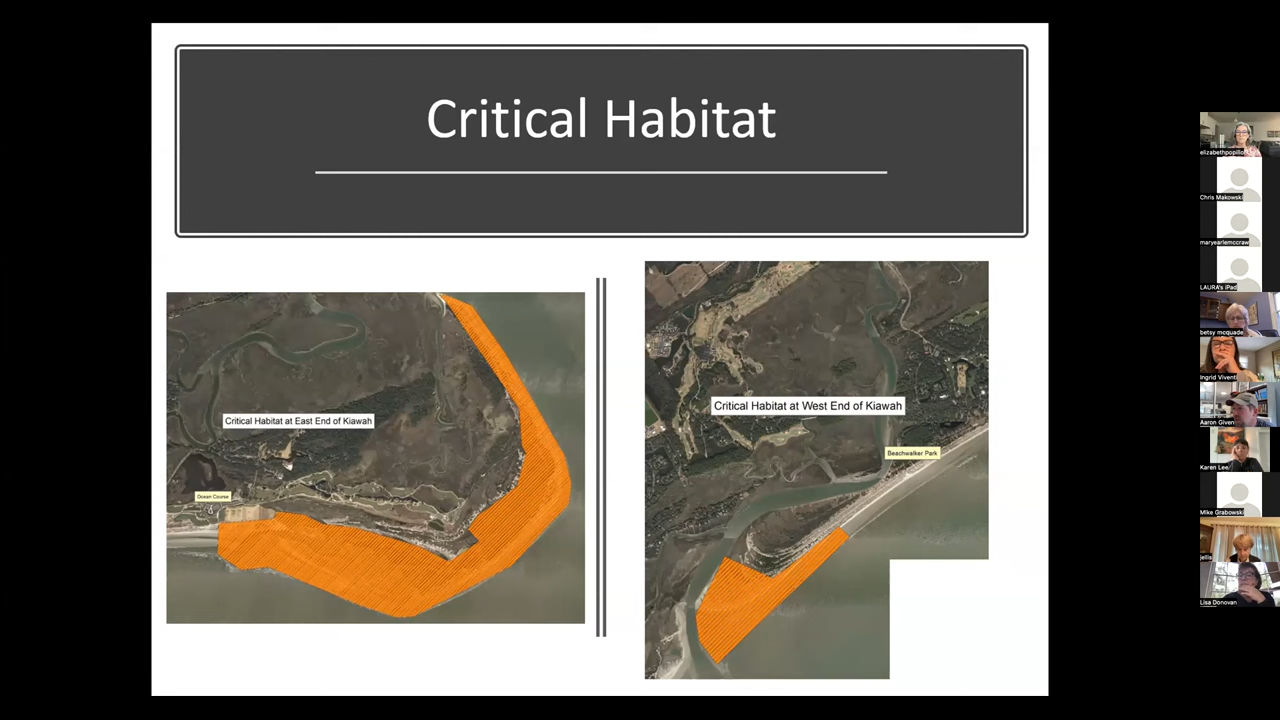 Critical Habitat
Critical Habitat at East End of Kiawah
Ocean Course
Critical Habitat at West End of Kiawah
Beachwalker Park
elizabethpopillo
Chris Makowski
maryearlemccraw
LAURA's iPad
betsy mcquade
Ingrid Viventi
Aaron Given
Karen Lee
Mike Grabowski
jellis
Lisa Donovan